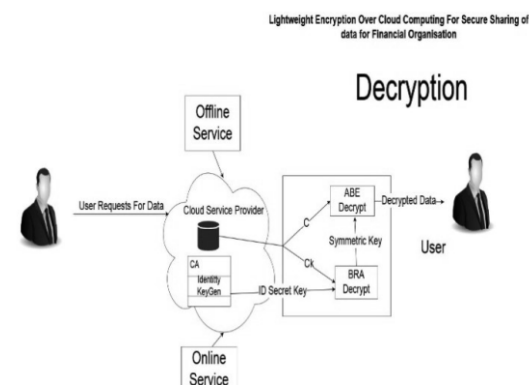 Lightweight Encryption Over Cloud Computing For Secure Sharing of
data for Financial Organisation
Decryption
Offline
Service
User Requests For Data
Cloud Service Provider
CA
Identity
KeyGen
ID Secret Key
C
Ck
ABE
Decrypt
Symmetric Key
BRA
Decrypt
Decrypted Data
User
Online
Service